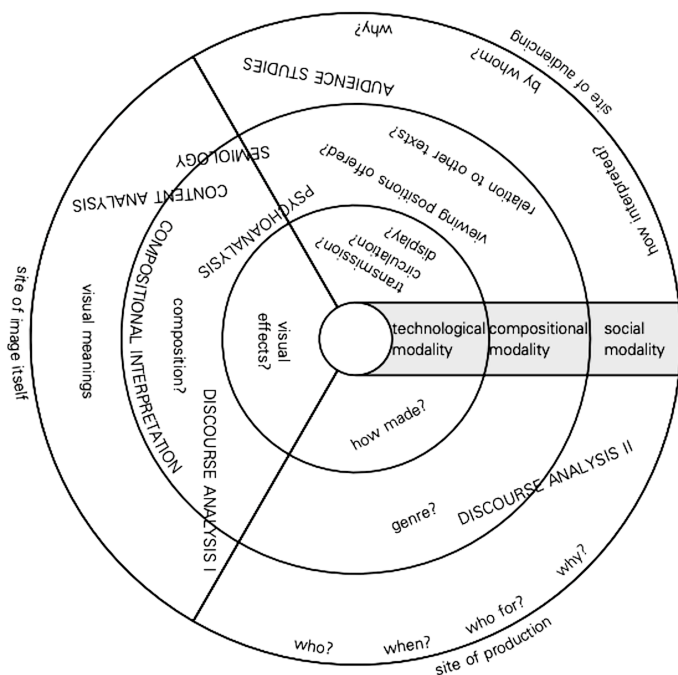 why?
by whom?
site of audiencing
AUDIENCE STUDIES
how interpreted?
relation to other texts?
viewing positions offered?
transmission?
circulation?
display?
SEMIOLOGY
CONTENT ANALYSIS
PSYCHOANALYSIS
COMPOSITIONAL INTERPRETATION
site of image itself
visual meanings
composition?
visual
effects?
DISCOURSE ANALYSIS I
technological
modality
compositional
modality
social
modality
how made?
genre?
DISCOURSE ANALYSIS II
who?
when?
who for?
why?
site of production